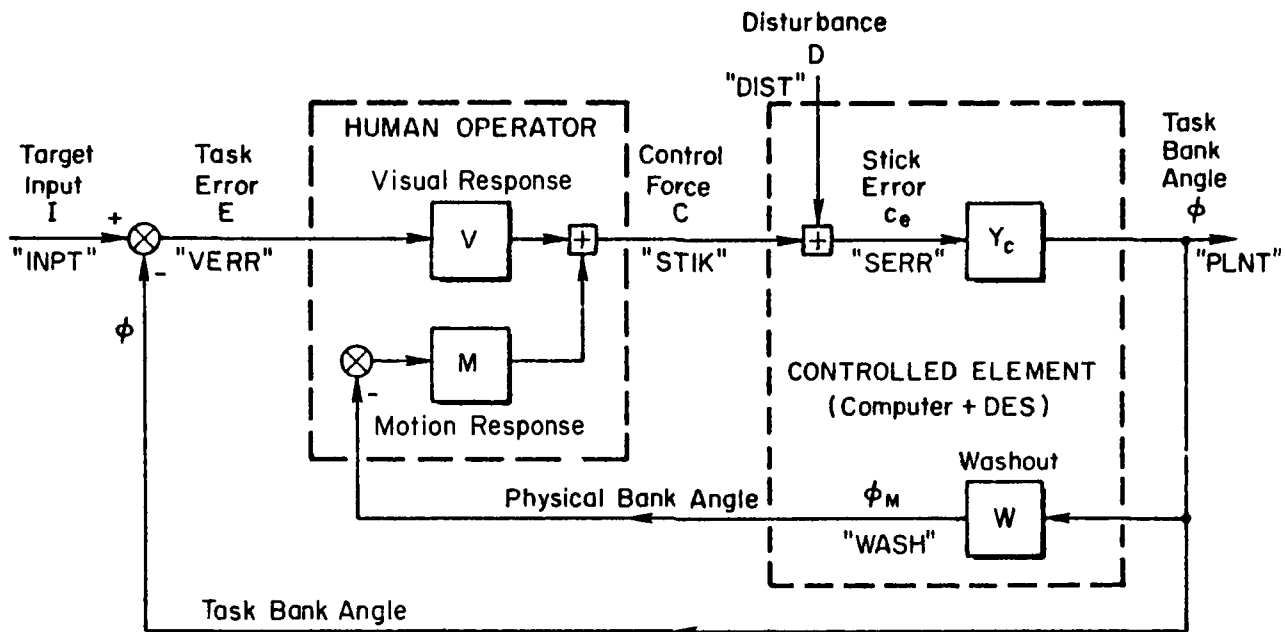 Disturbance
D
"DIST"
HUMAN OPERATOR
Target
Input
I
+
"INPT"
-
Task
Error
E
"VERR"
Visual Response
V
+
Control
Force
C
"STIK"
+
Stick
Error
ce
"SERR"
Yc
Task
Bank
Angle
ϕ
"PLNT"
ϕ
M
-
Motion Response
CONTROLLED ELEMENT
(Computer + DES)
Washout
Physical Bank Angle
ϕM
"WASH"
W
Task Bank Angle